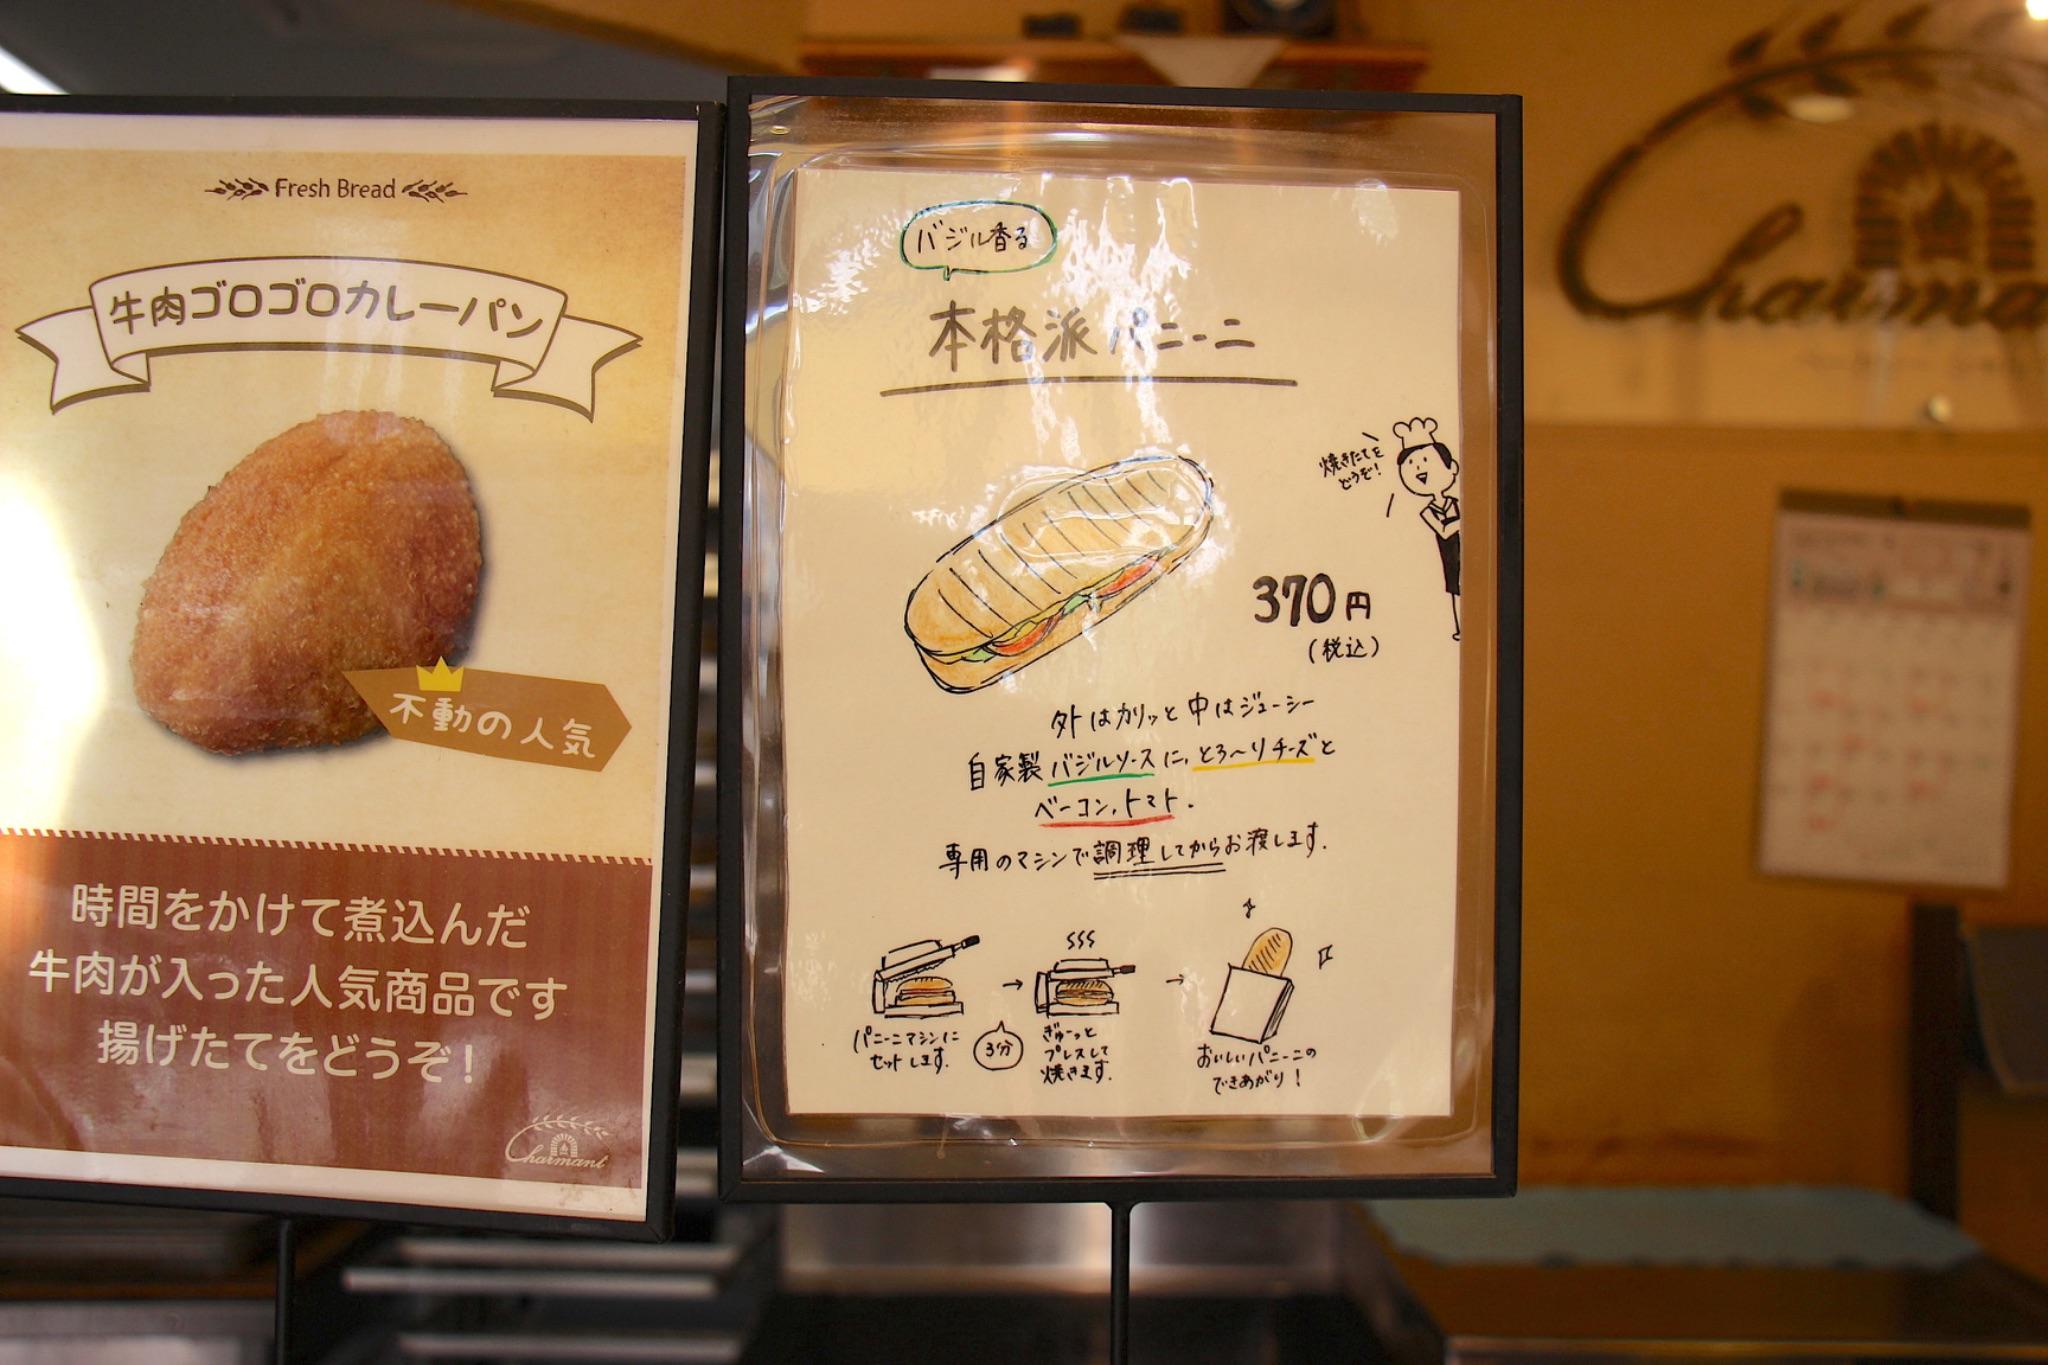 Fresh Bread
牛肉ゴロゴロカレーパン
不動の人気
時間をかけて煮込んだ
牛肉が入った人気商品です
揚げたてをどうぞ!
Charmant
バジル香る
本格派パニーニ
焼きたてを
どうぞ!
370円
(税込)
外はカリッと中はジューシー
自家製バジルソースに、とろ〜りチーズと
ベーコン、トマト。
専用のマシンで調理してからお渡します。
パニーニマシンに
セットします。
3分
ぎゅーっと
プレスして
焼きます。
おいしいパニーニの
できあがり!
Charma